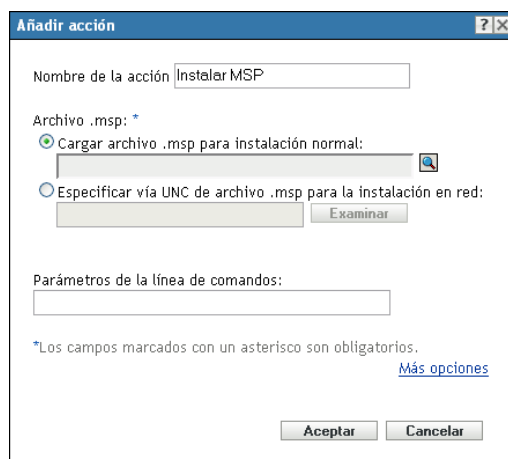 Añadir acción
Nombre de la acción Instalar MSP
Archivo .msp: *
Cargar archivo .msp para instalación normal:
Especificar vía UNC de archivo .msp para la instalación en red:
Examinar
Parámetros de la línea de comandos:
*Los campos marcados con un asterisco son obligatorios.
Más opciones
Aceptar Cancelar